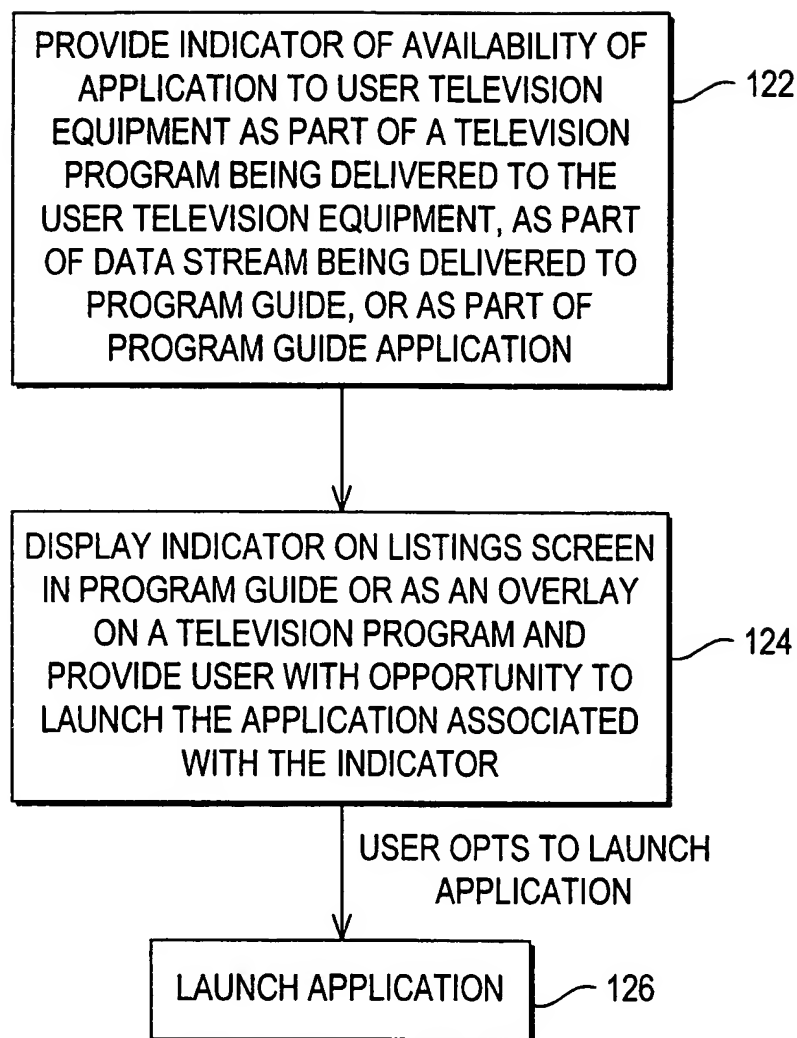 PROVIDE INDICATOR OF AVAILABILITY OF
APPLICATION TO USER TELEVISION
EQUIPMENT AS PART OF A TELEVISION
PROGRAM BEING DELIVERED TO THE
USER TELEVISION EQUIPMENT, AS PART
OF DATA STREAM BEING DELIVERED TO
PROGRAM GUIDE, OR AS PART OF
PROGRAM GUIDE APPLICATION
122
DISPLAY INDICATOR ON LISTINGS SCREEN
IN PROGRAM GUIDE OR AS AN OVERLAY
ON A TELEVISION PROGRAM AND
PROVIDE USER WITH OPPORTUNITY TO
LAUNCH THE APPLICATION ASSOCIATED
WITH THE INDICATOR
124
USER OPTS TO LAUNCH
APPLICATION
LAUNCH APPLICATION
126